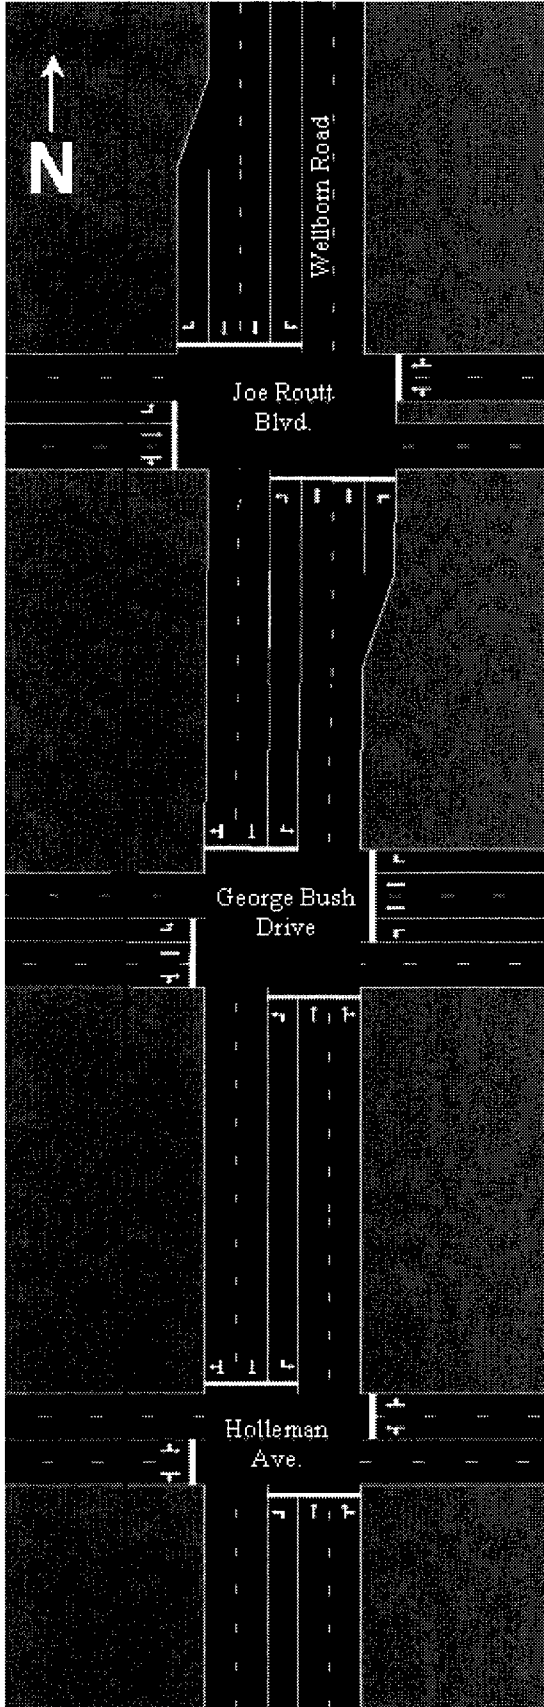 N
Wellborn Road
Joe Routt
Blvd.
George Bush
Drive
Holleman
Ave.